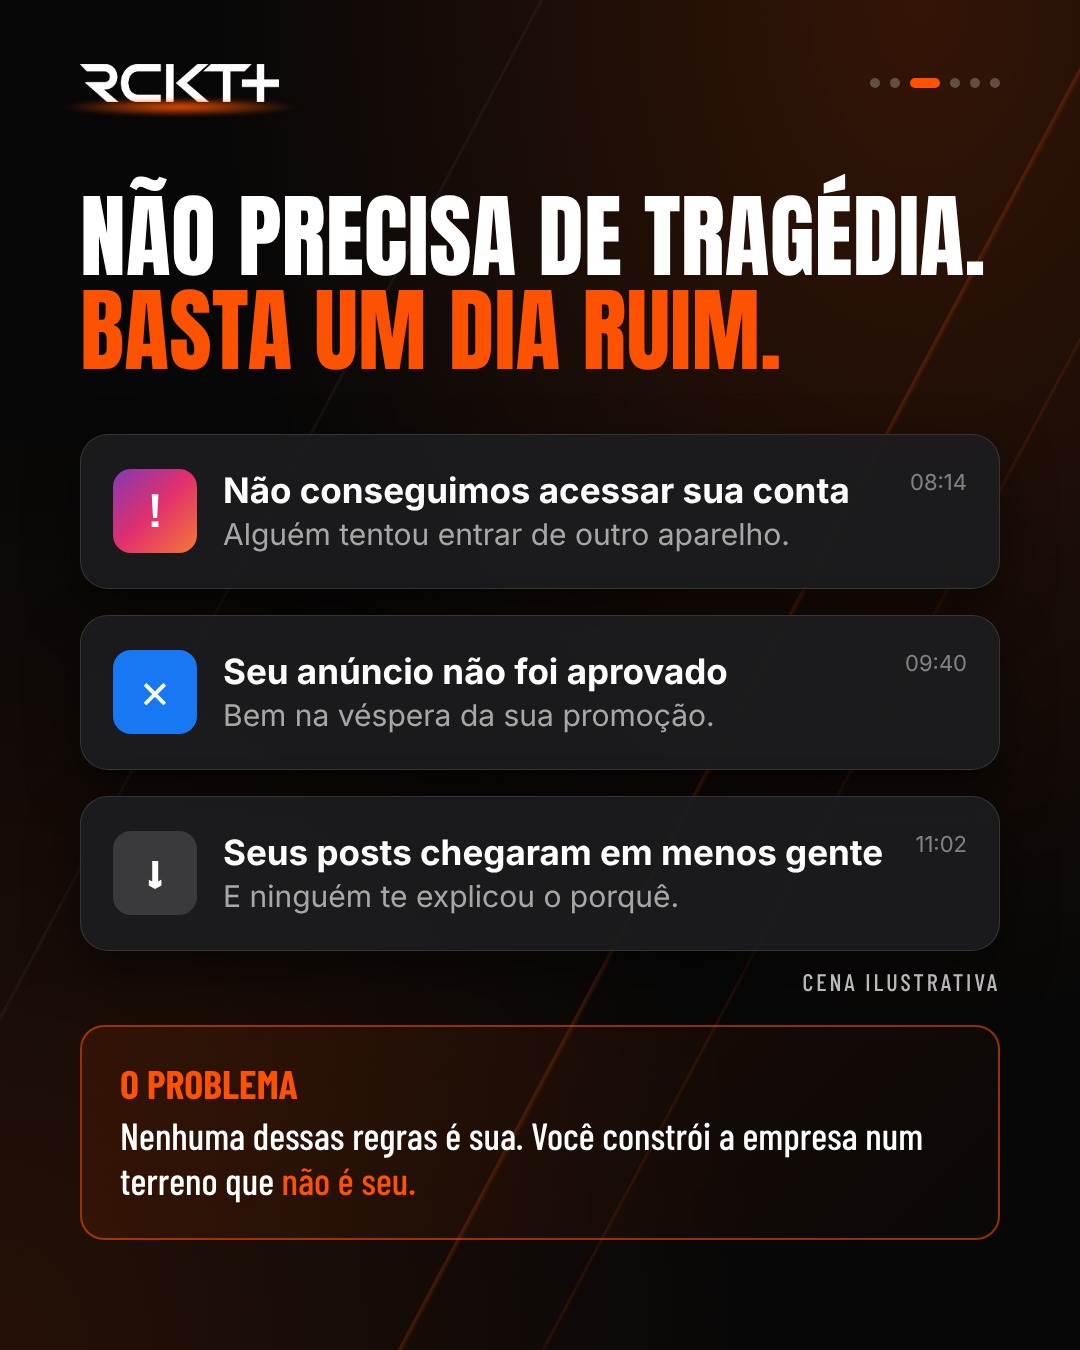 RCKT+
NÃO PRECISA DE TRAGÉDIA.
BASTA UM DIA RUIM.
!
Não conseguimos acessar sua conta
08:14
Alguém tentou entrar de outro aparelho.
Seu anúncio não foi aprovado
09:40
Bem na véspera da sua promoção.
Seus posts chegaram em menos gente
11:02
E ninguém te explicou o porquê.
CENA ILUSTRATIVA
O PROBLEMA
Nenhuma dessas regras é sua. Você constrói a empresa num
terreno que não é seu.